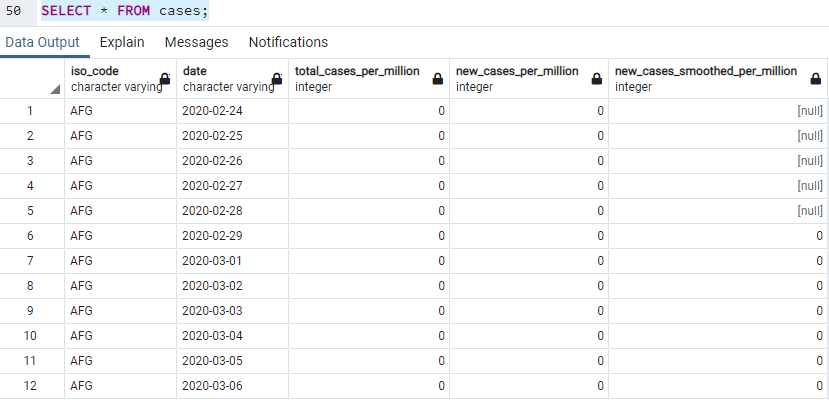 50 SELECT * FROM cases;
Data Output Explain Messages Notifications
iso_code date total_cases_per_million new_cases_per_million new_cases_smoothed_per_million
character varying character varying integer integer integer
1 AFG 2020-02-24 0 0 [null]
2 AFG 2020-02-25 0 0 [null]
3 AFG 2020-02-26 0 0 [null]
4 AFG 2020-02-27 0 0 [null]
5 AFG 2020-02-28 0 0 [null]
6 AFG 2020-02-29 0 0 0
7 AFG 2020-03-01 0 0 0
8 AFG 2020-03-02 0 0 0
9 AFG 2020-03-03 0 0 0
10 AFG 2020-03-04 0 0 0
11 AFG 2020-03-05 0 0 0
12 AFG 2020-03-06 0 0 0